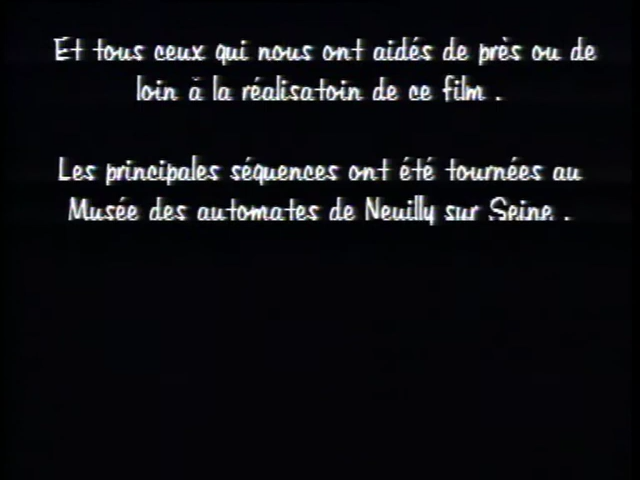 Et tous ceux qui nous ont aidés de près ou de
loin à la réalisatoin de ce film .
Les principales séquences ont été tournées au
Musée des automates de Neuilly sur Seine .